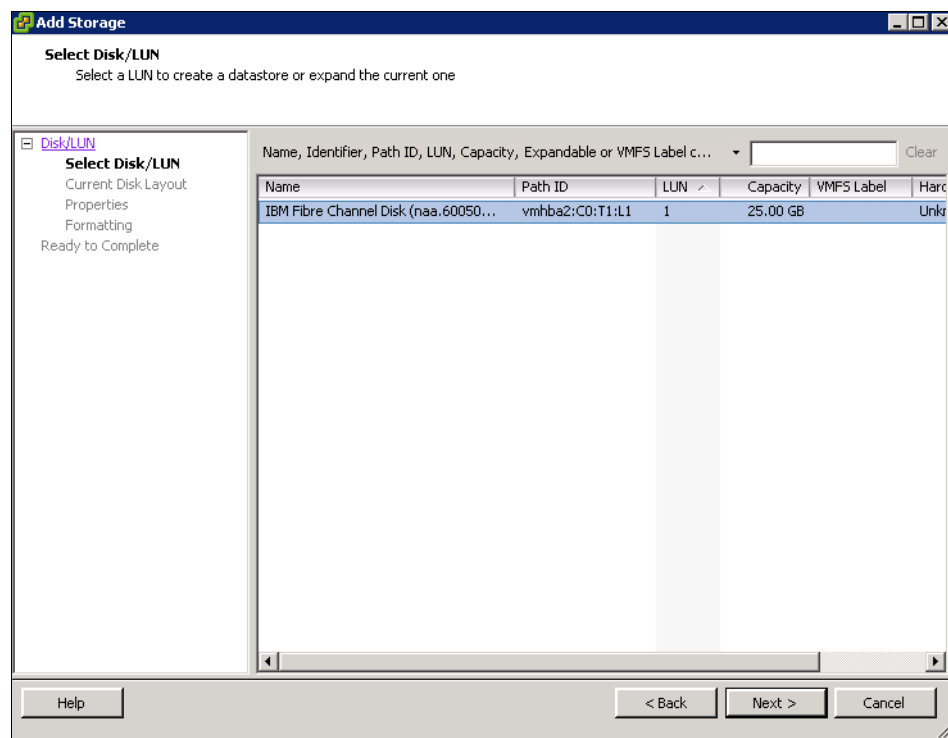 Add Storage
Select Disk/LUN
Select a LUN to create a datastore or expand the current one
Disk/LUN
Select Disk/LUN
Current Disk Layout
Properties
Formatting
Ready to Complete
Name, Identifier, Path ID, LUN, Capacity, Expandable or VMFS Label c... Clear
Name Path ID LUN Capacity VMFS Label Hard
IBM Fibre Channel Disk (naa.60050... vmhba2:C0:T1:L1 1 25.00 GB Unkn
Help < Back Next > Cancel